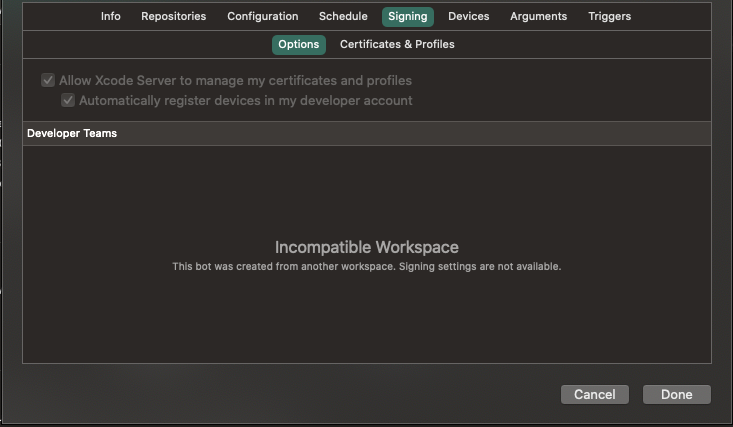 Info Repositories Configuration Schedule Signing Devices Arguments Triggers
Options Certificates & Profiles
Allow Xcode Server to manage my certificates and profiles
Automatically register devices in my developer account
Developer Teams
Incompatible Workspace
This bot was created from another workspace. Signing settings are not available.
Cancel Done